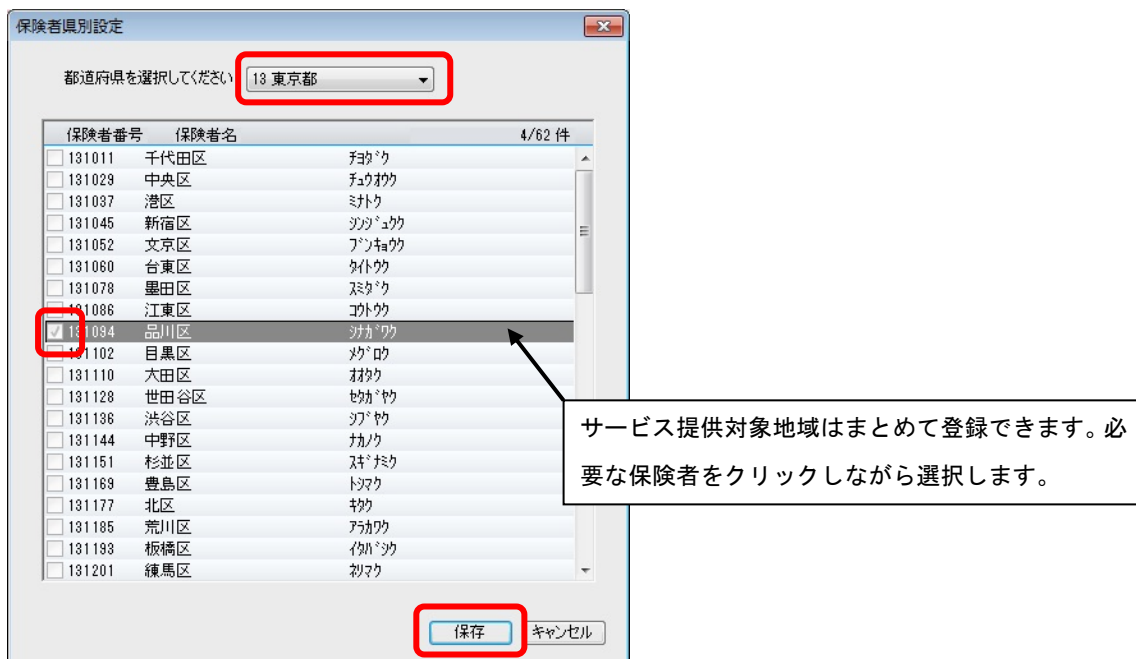 保険者県別設定
都道府県を選択してください 13 東京都
保険者番号 保険者名 4/62 件
131011 千代田区 ﾁﾖﾀﾞｸ
131029 中央区 ﾁｭｳｵｳｸ
131037 港区 ﾐﾅﾄｸ
131045 新宿区 ｼﾝｼﾞｭｸｸ
131052 文京区 ﾌﾞﾝｷｮｳｸ
131060 台東区 ﾀｲﾄｳｸ
131078 墨田区 ｽﾐﾀﾞｸ
131086 江東区 ｺｳﾄｳｸ
131094 品川区 ｼﾅｶﾞﾜｸ
131102 目黒区 ﾒｸﾞﾛｸ
131110 大田区 ｵｵﾀｸ
131128 世田谷区 ｾﾀｶﾞﾔｸ
131136 渋谷区 ｼﾌﾞﾔｸ
131144 中野区 ﾅｶﾉｸ
131151 杉並区 ｽｷﾞﾅﾐｸ
131169 豊島区 ﾄｼﾏｸ
131177 北区 ｷﾀｸ
131185 荒川区 ｱﾗｶﾜｸ
131193 板橋区 ｲﾀﾊﾞｼｸ
131201 練馬区 ﾈﾘﾏｸ
サービス提供対象地域はまとめて登録できます。必
要な保険者をクリックしながら選択します。
保存 キャンセル